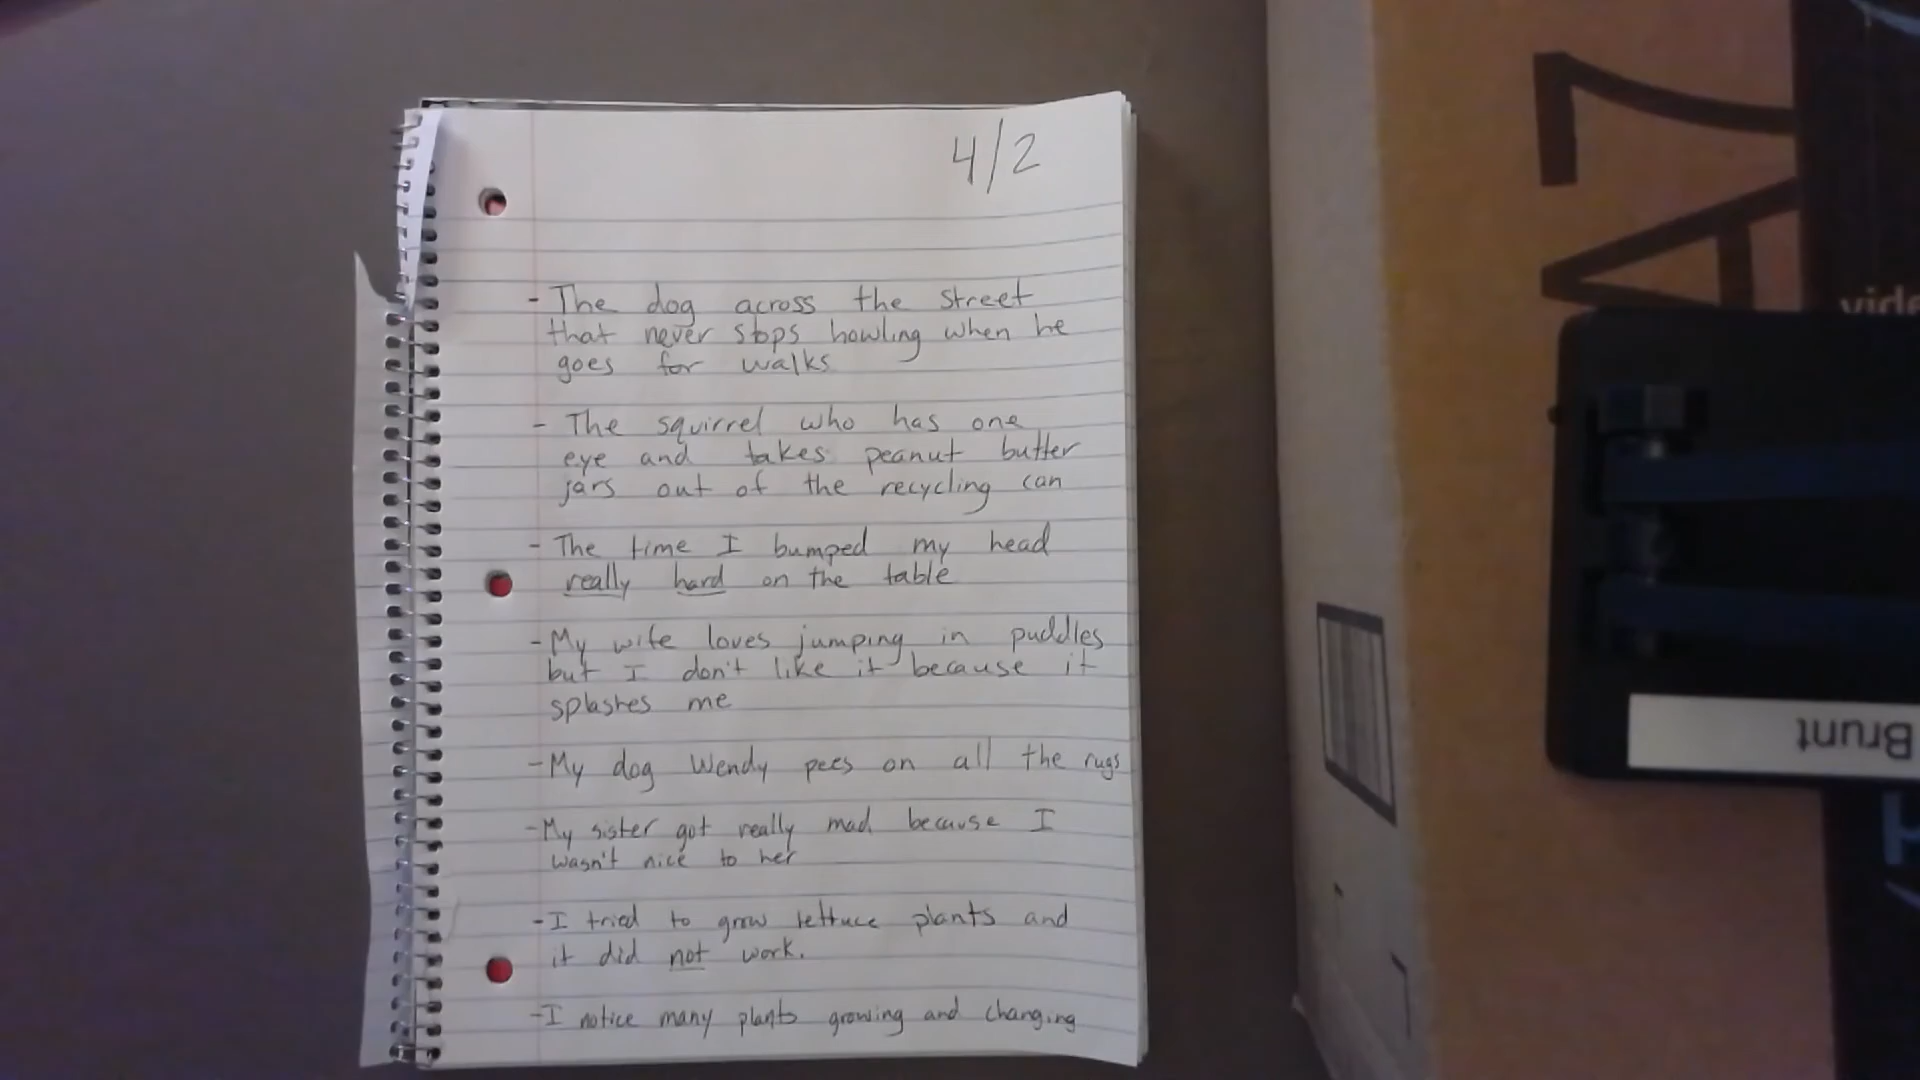 4/2
- The dog across the street
that never stops howling when he
goes for walks
- The squirrel who has one
eye and takes peanut butter
jars out of the recycling can
- The time I bumped my head
really hard on the table
- My wife loves jumping in puddles
but I don't like it because it
splashes me
- My dog Wendy pees on all the rugs
- My sister got really mad because I
wasn't nice to her
- I tried to grow lettuce plants and
it did not work.
- I notice many plants growing and changing
vide
Brunt